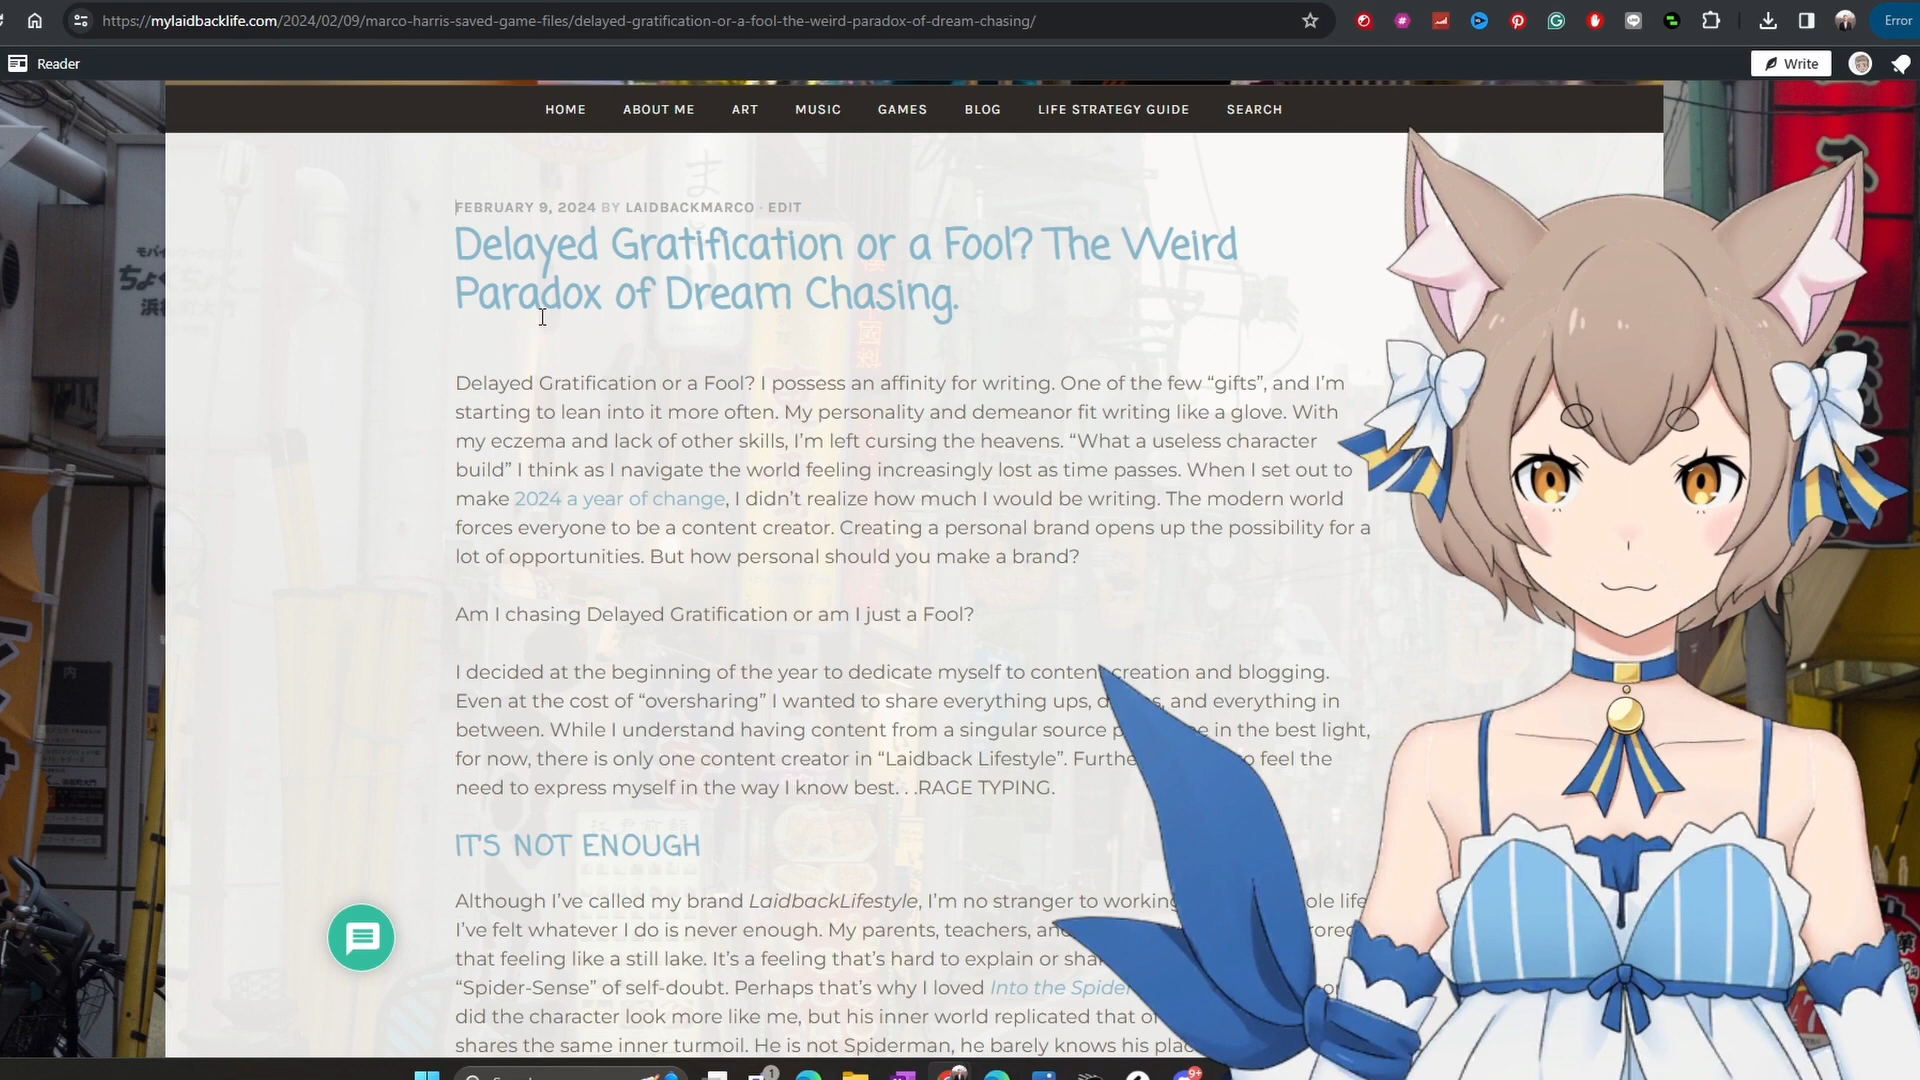 https://mylaidbacklife.com/2024/02/09/marco-harris-saved-game-files/delayed-gratification-or-a-fool-the-weird-paradox-of-dream-chasing/
Error
Reader
Write
HOME ABOUT ME ART MUSIC GAMES BLOG LIFE STRATEGY GUIDE SEARCH
FEBRUARY 9, 2024 BY LAIDBACKMARCO · EDIT
Delayed Gratification or a Fool? The Weird
Paradox of Dream Chasing.
Delayed Gratification or a Fool? I possess an affinity for writing. One of the few “gifts”, and I’m
starting to lean into it more often. My personality and demeanor fit writing like a glove. With
my eczema and lack of other skills, I’m left cursing the heavens. “What a useless character
build” I think as I navigate the world feeling increasingly lost as time passes. When I set out to
make 2024 a year of change, I didn’t realize how much I would be writing. The modern world
forces everyone to be a content creator. Creating a personal brand opens up the possibility for a
lot of opportunities. But how personal should you make a brand?
Am I chasing Delayed Gratification or am I just a Fool?
I decided at the beginning of the year to dedicate myself to content creation and blogging.
Even at the cost of “oversharing” I wanted to share everything ups, and everything in
between. While I understand having content from a singular source in the best light,
for now, there is only one content creator in “Laidback Lifestyle”. feel the
need to express myself in the way I know best. . .RAGE TYPING.
IT’S NOT ENOUGH
Although I’ve called my brand LaidbackLifestyle, I’m no stranger to working life
I’ve felt whatever I do is never enough. My parents, teachers,
that feeling like a still lake. It’s a feeling that’s hard to explain or
“Spider-Sense” of self-doubt. Perhaps that’s why I loved Into the
did the character look more like me, but his inner world replicated that
shares the same inner turmoil. He is not Spiderman, he barely knows his
1
9+
モバイ
ちょく
浜
ま
内